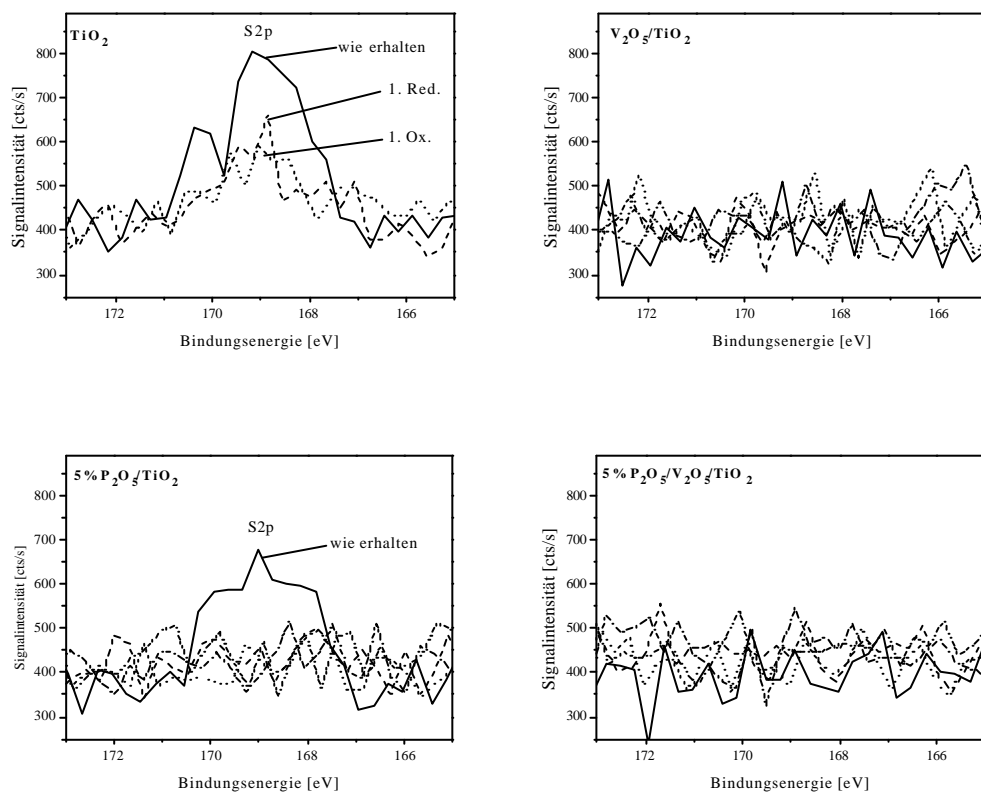 TiO2
S2p
wie erhalten
1. Red.
1. Ox.
Signalintensität [cts/s]
800
700
600
500
400
300
172
170
168
166
Bindungsenergie [eV]
V2O5/TiO2
Signalintensität [cts/s]
800
700
600
500
400
300
172
170
168
166
Bindungsenergie [eV]
5%P2O5/TiO2
S2p
wie erhalten
Signalintensität [cts/s]
800
700
600
500
400
300
172
170
168
166
Bindungsenergie [eV]
5%P2O5/V2O5/TiO2
Signalintensität [cts/s]
800
700
600
500
400
300
172
170
168
166
Bindungsenergie [eV]